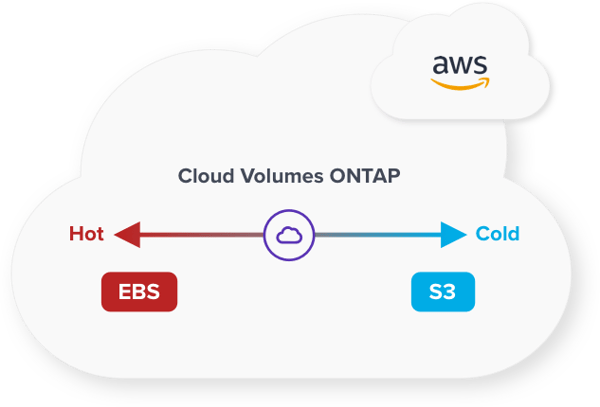 aws
Cloud Volumes ONTAP
Hot
Cold
EBS
S3